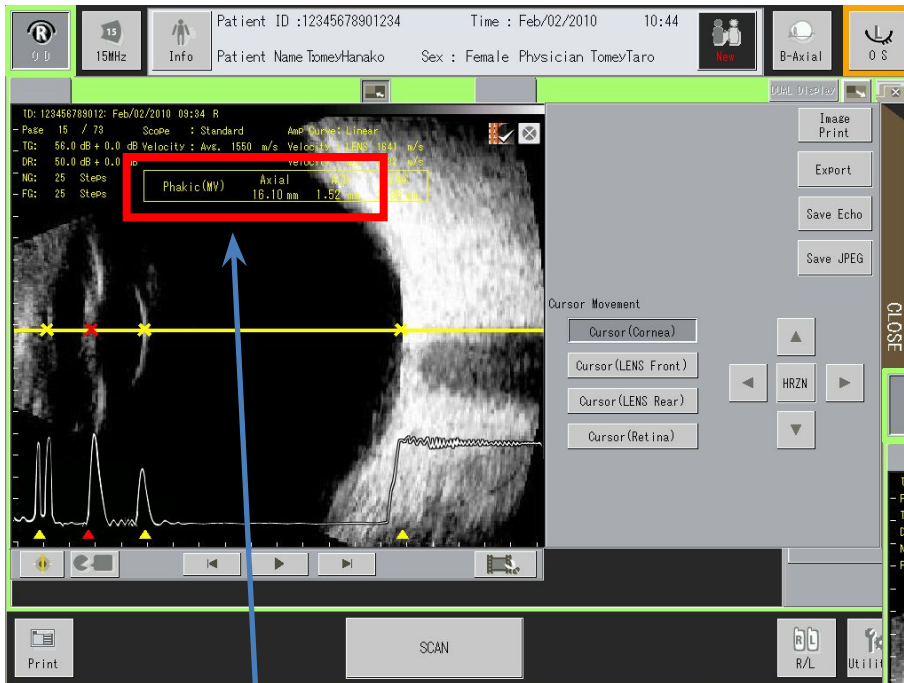 R
OD
15
15MHz
Info
Patient ID :12345678901234 Time : Feb/02/2010 10:44
Patient Name TomeyHanako Sex : Female Physician TomeyTaro
New
B-Axial
L
OS
DUAL Display
ID: 123456789012: Feb/02/2010 09:34 R
Page 15 / 73 Scope : Standard Amp Curve: Linear
TG: 56.0 dB + 0.0 dB Velocity : Avg. 1550 m/s Velocity : LENS 1641 m/s
DR: 50.0 dB + 0.0 dB Velocity m/s
NG: 25 Steps
FG: 25 Steps
Phakic(MV) Axial
16.10 mm 1.52 mm
Image
Print
Export
Save Echo
Save JPEG
CLOSE
Cursor Movement
Cursor(Cornea)
Cursor(LENS Front)
Cursor(LENS Rear)
Cursor(Retina)
HRZN
Print
SCAN
R L
R/L